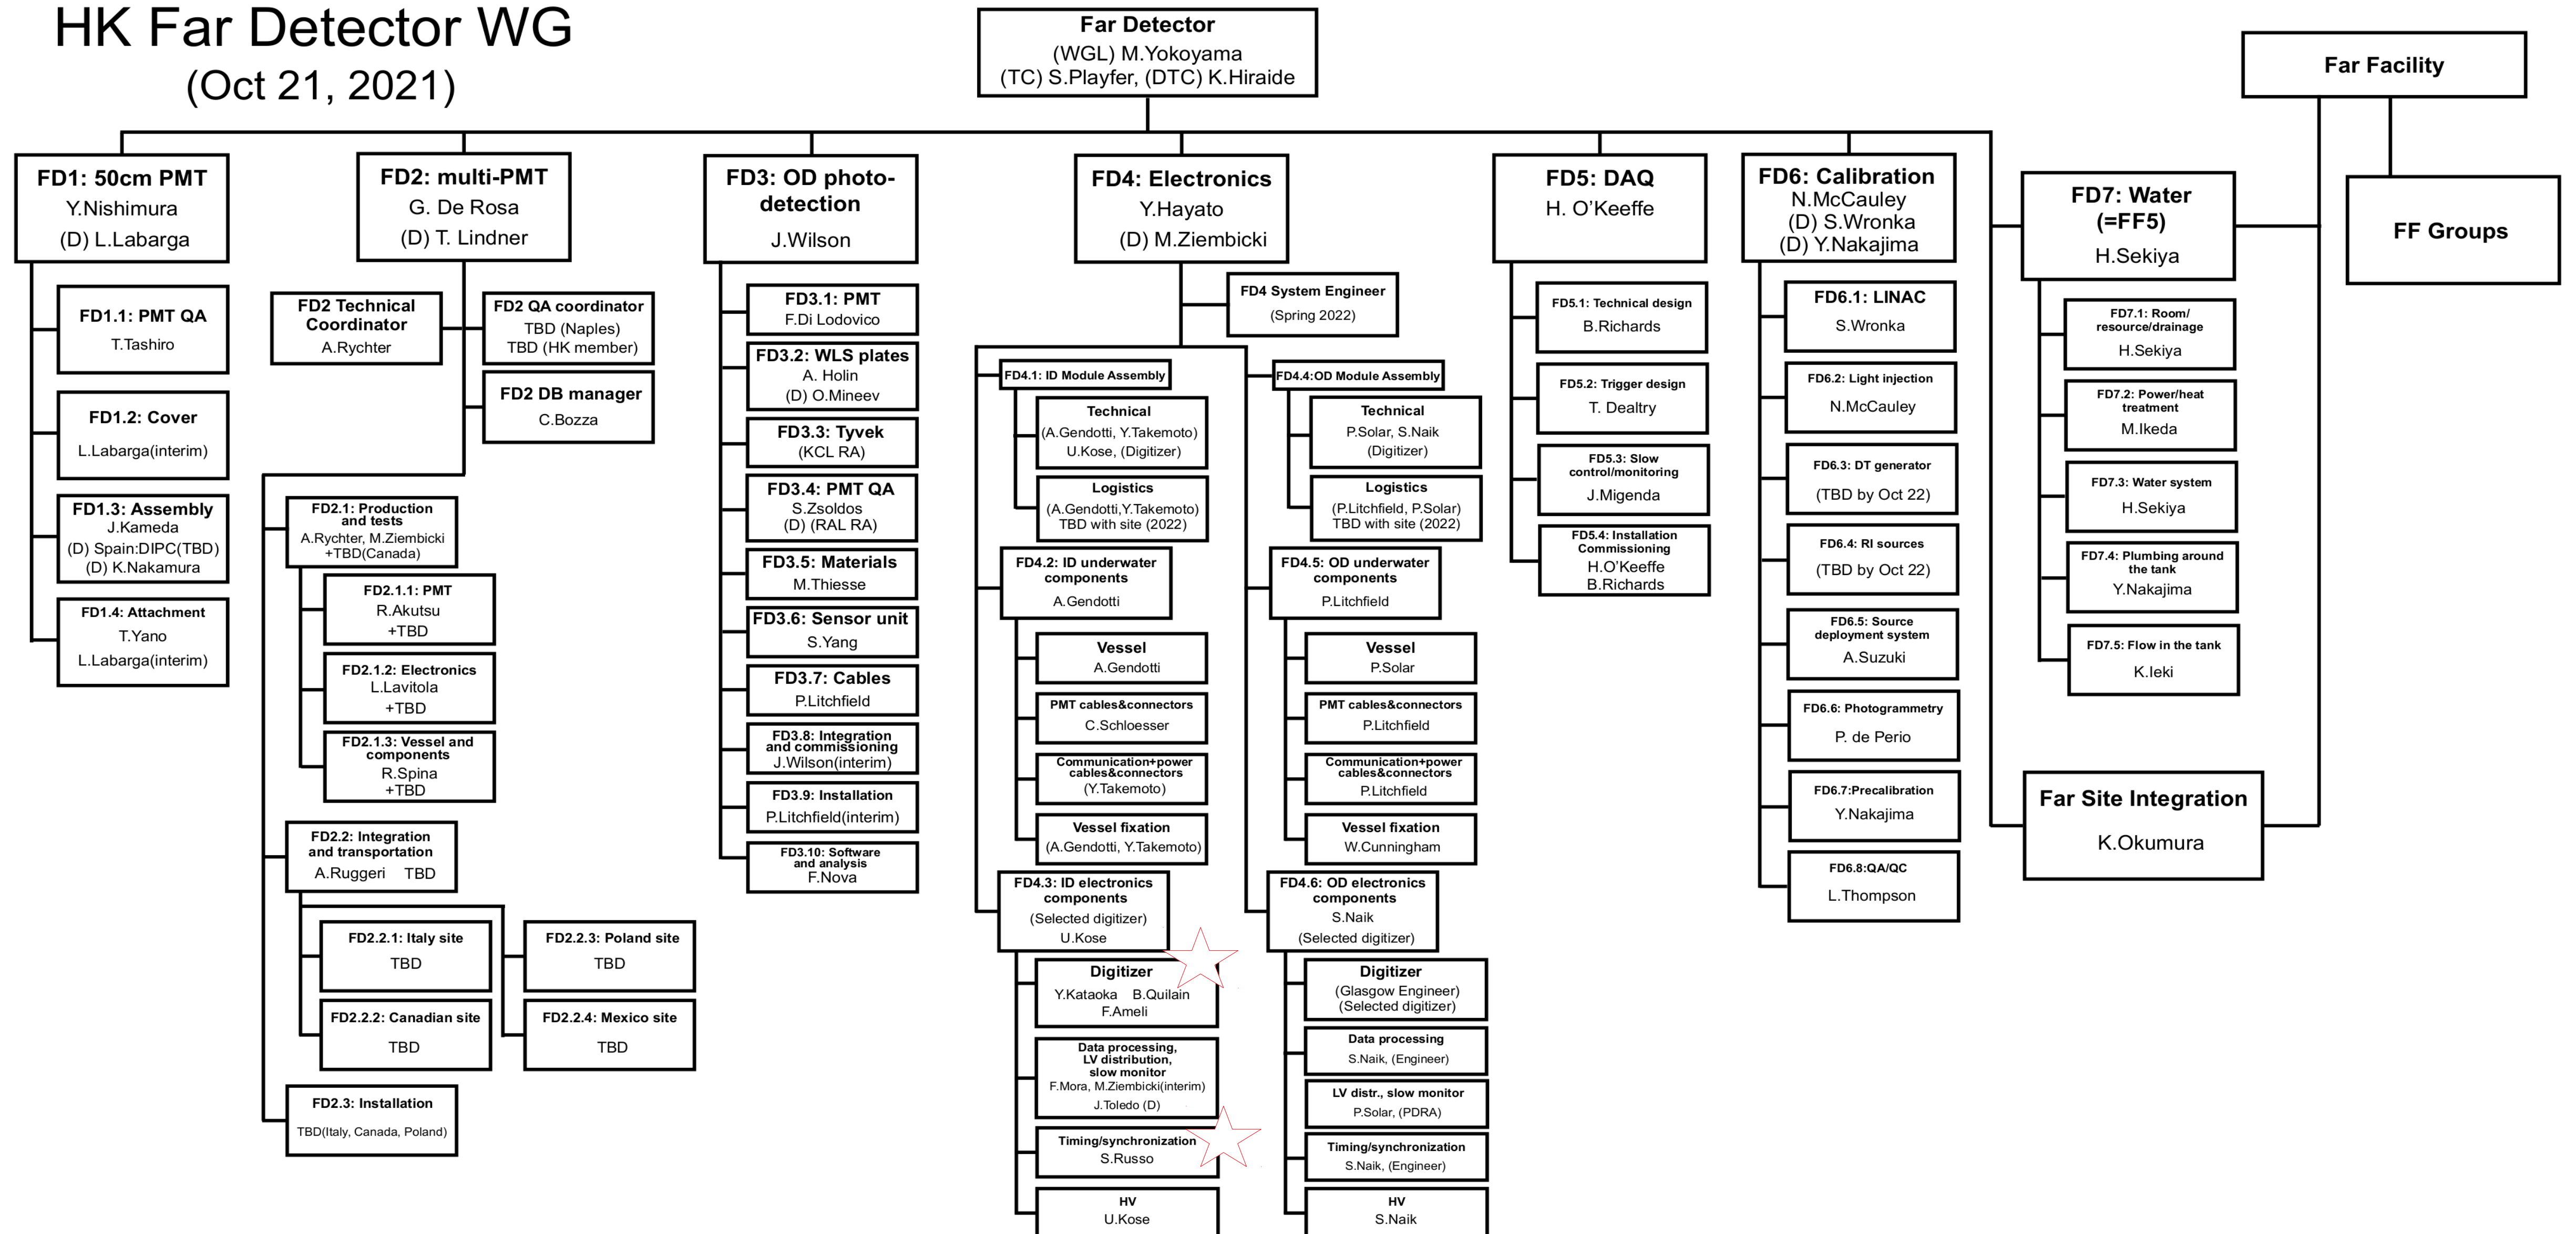 HK Far Detector WG
(Oct 21, 2021)
Far Detector
(WGL) M.Yokoyama
(TC) S.Playfer, (DTC) K.Hiraide
Far Facility
FF Groups
FD1: 50cm PMT
Y.Nishimura
(D) L.Labarga
FD1.1: PMT QA
T.Tashiro
FD1.2: Cover
L.Labarga(interim)
FD1.3: Assembly
J.Kameda
(D) Spain:DIPC(TBD)
(D) K.Nakamura
FD1.4: Attachment
T.Yano
L.Labarga(interim)
FD2: multi-PMT
G. De Rosa
(D) T. Lindner
FD2 Technical
Coordinator
A.Rychter
FD2 QA coordinator
TBD (Naples)
TBD (HK member)
FD2 DB manager
C.Bozza
FD2.1: Production
and tests
A.Rychter, M.Ziembicki
+TBD(Canada)
FD2.1.1: PMT
R.Akutsu
+TBD
FD2.1.2: Electronics
L.Lavitola
+TBD
FD2.1.3: Vessel and
components
R.Spina
+TBD
FD2.2: Integration
and transportation
A.Ruggeri TBD
FD2.2.1: Italy site
TBD
FD2.2.2: Canadian site
TBD
FD2.2.3: Poland site
TBD
FD2.2.4: Mexico site
TBD
FD2.3: Installation
TBD(Italy, Canada, Poland)
FD3: OD photo-
detection
J.Wilson
FD3.1: PMT
F.Di Lodovico
FD3.2: WLS plates
A. Holin
(D) O.Mineev
FD3.3: Tyvek
(KCL RA)
FD3.4: PMT QA
S.Zsoldos
(D) (RAL RA)
FD3.5: Materials
M.Thiesse
FD3.6: Sensor unit
S.Yang
FD3.7: Cables
P.Litchfield
FD3.8: Integration
and commissioning
J.Wilson(interim)
FD3.9: Installation
P.Litchfield(interim)
FD3.10: Software
and analysis
F.Nova
FD4: Electronics
Y.Hayato
(D) M.Ziembicki
FD4 System Engineer
(Spring 2022)
FD4.1: ID Module Assembly
Technical
(A.Gendotti, Y.Takemoto)
U.Kose, (Digitizer)
Logistics
(A.Gendotti,Y.Takemoto)
TBD with site (2022)
FD4.2: ID underwater
components
A.Gendotti
Vessel
A.Gendotti
PMT cables&connectors
C.Schloesser
Communication+power
cables&connectors
(Y.Takemoto)
Vessel fixation
(A.Gendotti, Y.Takemoto)
FD4.3: ID electronics
components
(Selected digitizer)
U.Kose
Digitizer
Y.Kataoka B.Quilain
F.Ameli
Data processing,
LV distribution,
slow monitor
F.Mora, M.Ziembicki(interim)
J.Toledo (D)
Timing/synchronization
S.Russo
HV
U.Kose
FD4.4:OD Module Assembly
Technical
P.Solar, S.Naik
(Digitizer)
Logistics
(P.Litchfield, P.Solar)
TBD with site (2022)
FD4.5: OD underwater
components
P.Litchfield
Vessel
P.Solar
PMT cables&connectors
P.Litchfield
Communication+power
cables&connectors
P.Litchfield
Vessel fixation
W.Cunningham
FD4.6: OD electronics
components
S.Naik
(Selected digitizer)
Digitizer
(Glasgow Engineer)
(Selected digitizer)
Data processing
S.Naik, (Engineer)
LV distr., slow monitor
P.Solar, (PDRA)
Timing/synchronization
S.Naik, (Engineer)
HV
S.Naik
FD5: DAQ
H. O'Keeffe
FD5.1: Technical design
B.Richards
FD5.2: Trigger design
T. Dealtry
FD5.3: Slow
control/monitoring
J.Migenda
FD5.4: Installation
Commissioning
H.O'Keeffe
B.Richards
FD6: Calibration
N.McCauley
(D) S.Wronka
(D) Y.Nakajima
FD6.1: LINAC
S.Wronka
FD6.2: Light injection
N.McCauley
FD6.3: DT generator
(TBD by Oct 22)
FD6.4: RI sources
(TBD by Oct 22)
FD6.5: Source
deployment system
A.Suzuki
FD6.6: Photogrammetry
P. de Perio
FD6.7:Precalibration
Y.Nakajima
FD6.8:QA/QC
L.Thompson
FD7: Water
(=FF5)
H.Sekiya
FD7.1: Room/
resource/drainage
H.Sekiya
FD7.2: Power/heat
treatment
M.Ikeda
FD7.3: Water system
H.Sekiya
FD7.4: Plumbing around
the tank
Y.Nakajima
FD7.5: Flow in the tank
K.Ieki
Far Site Integration
K.Okumura